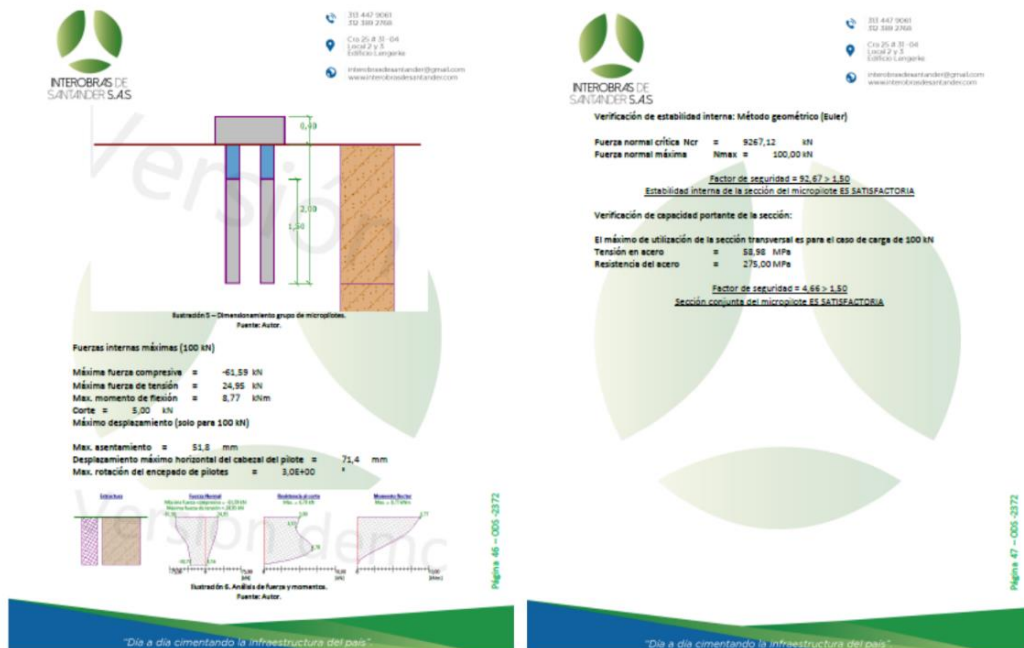 313 447 9061
312 389 2768
Cra 25 # 31 -04
Local 2 y 3
Edificio Langerke
interobrasdesantander@gmail.com
www.interobrasdesantander.com
INTEROBRAS DE
SANTANDER S.A.S
Versión
0,40
2,00
1,50
Ilustración 5 – Dimensionamiento grupo de micropilotes.
Fuente: Autor.
Fuerzas internas máximas (100 kN)
Máxima fuerza compresiva = -61,59 kN
Máxima fuerza de tensión = 24,95 kN
Max. momento de flexión = 8,77 kNm
Corte = 5,00 kN
Máximo desplazamiento (solo para 100 kN)
Max. asentamiento = 51,8 mm
Desplazamiento máximo horizontal del cabezal del pilote = 71,4 mm
Max. rotación del encepado de pilotes = 3,0E+00 °
Versión demo
Estructura
Fuerza Normal
Resistencia al corte
Momento flector
Ilustración 6. Análisis de fuerza y momentos.
Fuente: Autor.
Página 46 – ODS -2372
"Día a día cimentando la infraestructura del país".
313 447 9061
312 389 2768
Cra 25 # 31 -04
Local 2 y 3
Edificio Langerke
interobrasdesantander@gmail.com
www.interobrasdesantander.com
INTEROBRAS DE
SANTANDER S.A.S
Verificación de estabilidad interna: Método geométrico (Euler)
Fuerza normal crítica Ncr = 9267,12 kN
Fuerza normal máxima Nmax = 100,00 kN
Factor de seguridad = 92,67 > 1,50
Estabilidad interna de la sección del micropilote ES SATISFACTORIA
Verificación de capacidad portante de la sección:
El máximo de utilización de la sección transversal es para el caso de carga de 100 kN
Tensión en acero = 58,98 MPa
Resistencia del acero = 275,00 MPa
Factor de seguridad = 4,66 > 1,50
Sección conjunta del micropilote ES SATISFACTORIA
Página 47 – ODS -2372
"Día a día cimentando la infraestructura del país".